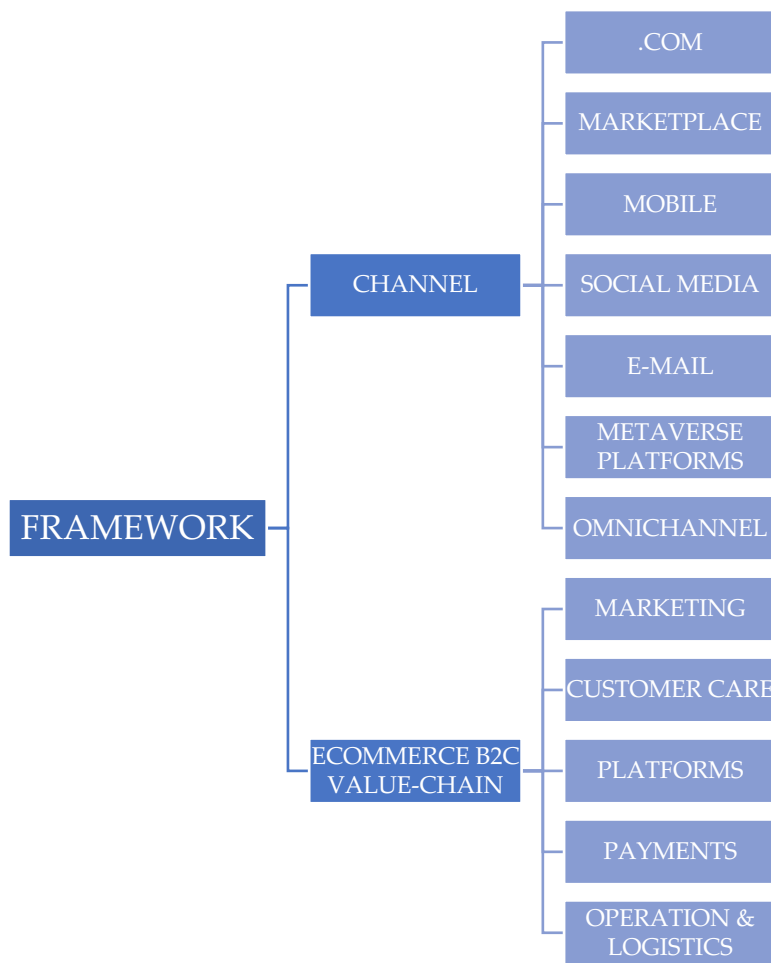 FRAMEWORK
CHANNEL
.COM
MARKETPLACE
MOBILE
SOCIAL MEDIA
E-MAIL
METAVERSE
PLATFORMS
OMNICHANNEL
ECOMMERCE B2C
VALUE-CHAIN
MARKETING
CUSTOMER CARE
PLATFORMS
PAYMENTS
OPERATION &
LOGISTICS